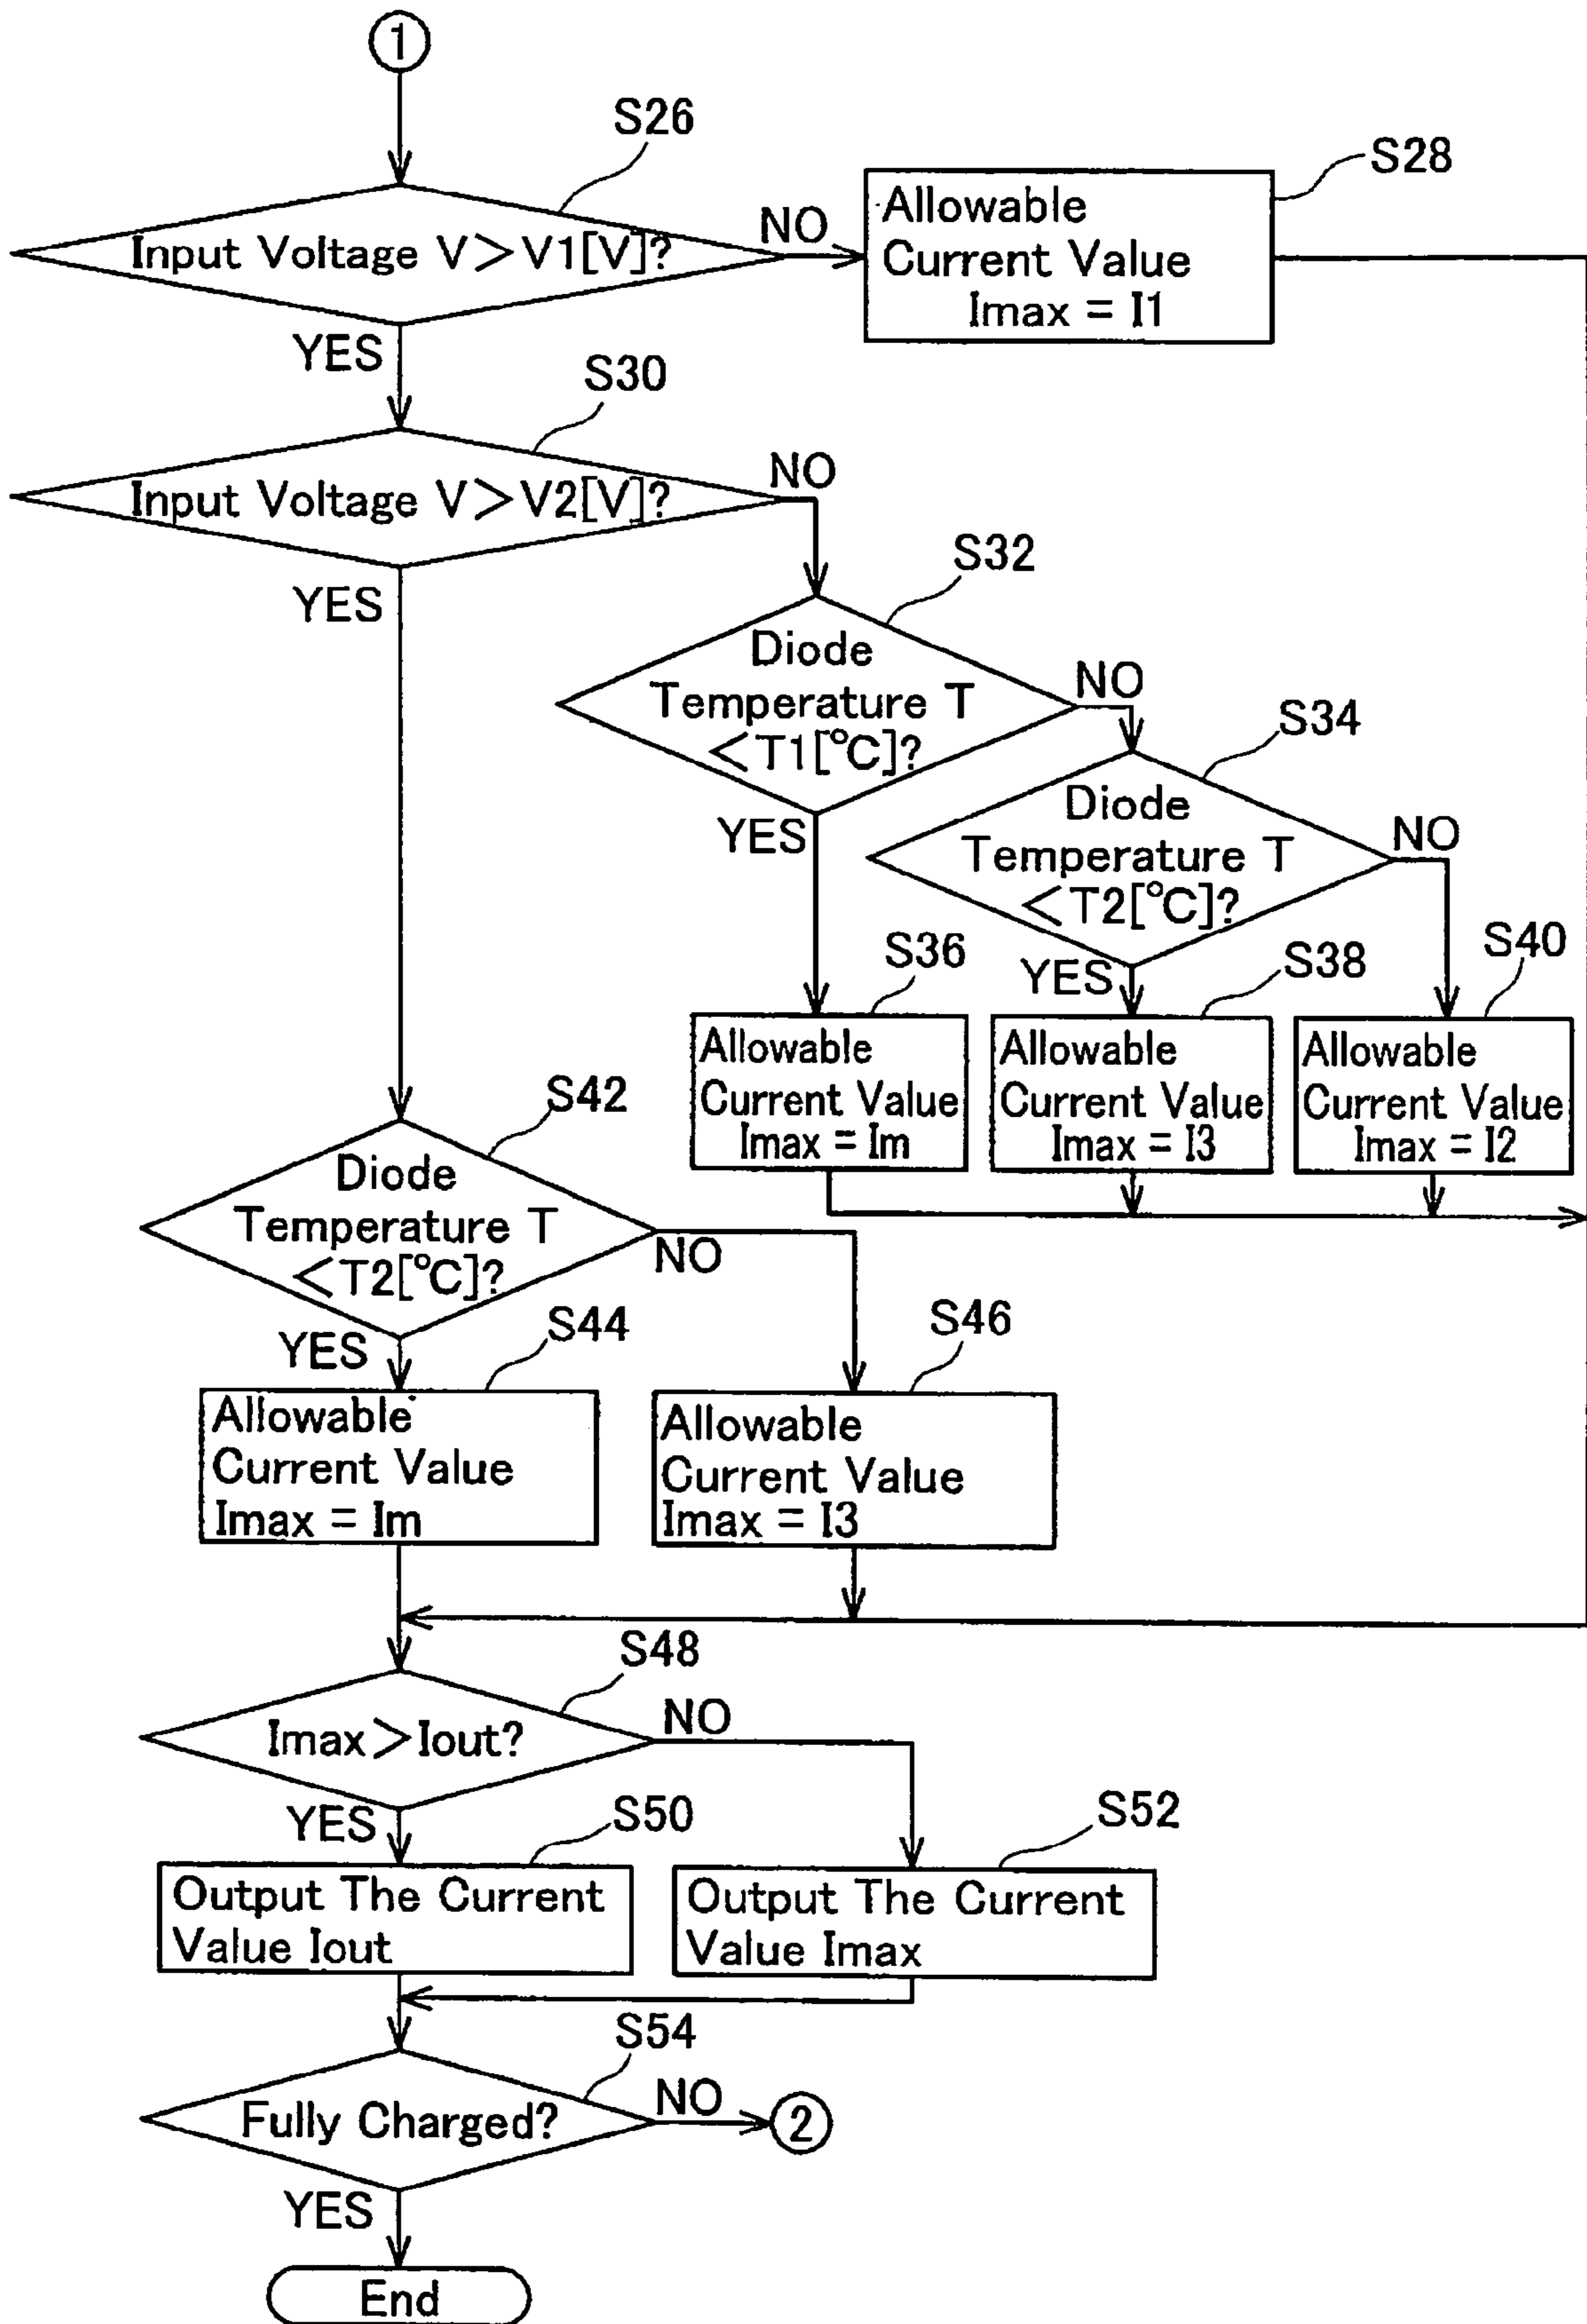 1
S26
Input Voltage V>V1[V]?
NO
S28
Allowable
Current Value
Imax = I1
YES
S30
Input Voltage V>V2[V]?
NO
YES
S32
Diode
Temperature T
<T1[°C]?
NO
YES
S34
Diode
Temperature T
<T2[°C]?
NO
YES
S36
Allowable
Current Value
Imax = Im
S38
Allowable
Current Value
Imax = I3
S40
Allowable
Current Value
Imax = I2
S42
Diode
Temperature T
<T2[°C]?
NO
YES
S44
Allowable
Current Value
Imax = Im
S46
Allowable
Current Value
Imax = I3
S48
Imax>Iout?
NO
YES
S50
Output The Current
Value Iout
S52
Output The Current
Value Imax
S54
Fully Charged?
NO
2
YES
End